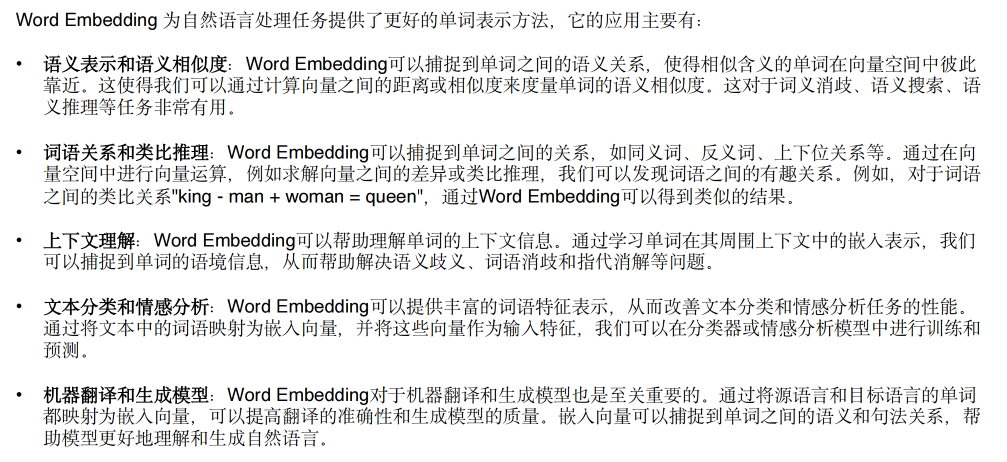 Word Embedding 为自然语言处理任务提供了更好的单词表示方法，它的应用主要有：
• 语义表示和语义相似度：Word Embedding可以捕捉到单词之间的语义关系，使得相似含义的单词在向量空间中彼此
靠近。这使得我们可以通过计算向量之间的距离或相似度来度量单词的语义相似度。这对于词义消歧、语义搜索、语
义推理等任务非常有用。
• 词语关系和类比推理：Word Embedding可以捕捉到单词之间的关系，如同义词、反义词、上下位关系等。通过在向
量空间中进行向量运算，例如求解向量之间的差异或类比推理，我们可以发现词语之间的有趣关系。例如，对于词语
之间的类比关系"king - man + woman = queen"，通过Word Embedding可以得到类似的结果。
• 上下文理解：Word Embedding可以帮助理解单词的上下文信息。通过学习单词在其周围上下文中的嵌入表示，我们
可以捕捉到单词的语境信息，从而帮助解决语义歧义、词语消歧和指代消解等问题。
• 文本分类和情感分析：Word Embedding可以提供丰富的词语特征表示，从而改善文本分类和情感分析任务的性能。
通过将文本中的词语映射为嵌入向量，并将这些向量作为输入特征，我们可以在分类器或情感分析模型中进行训练和
预测。
• 机器翻译和生成模型：Word Embedding对于机器翻译和生成模型也是至关重要的。通过将源语言和目标语言的单词
都映射为嵌入向量，可以提高翻译的准确性和生成模型的质量。嵌入向量可以捕捉到单词之间的语义和句法关系，帮
助模型更好地理解和生成自然语言。